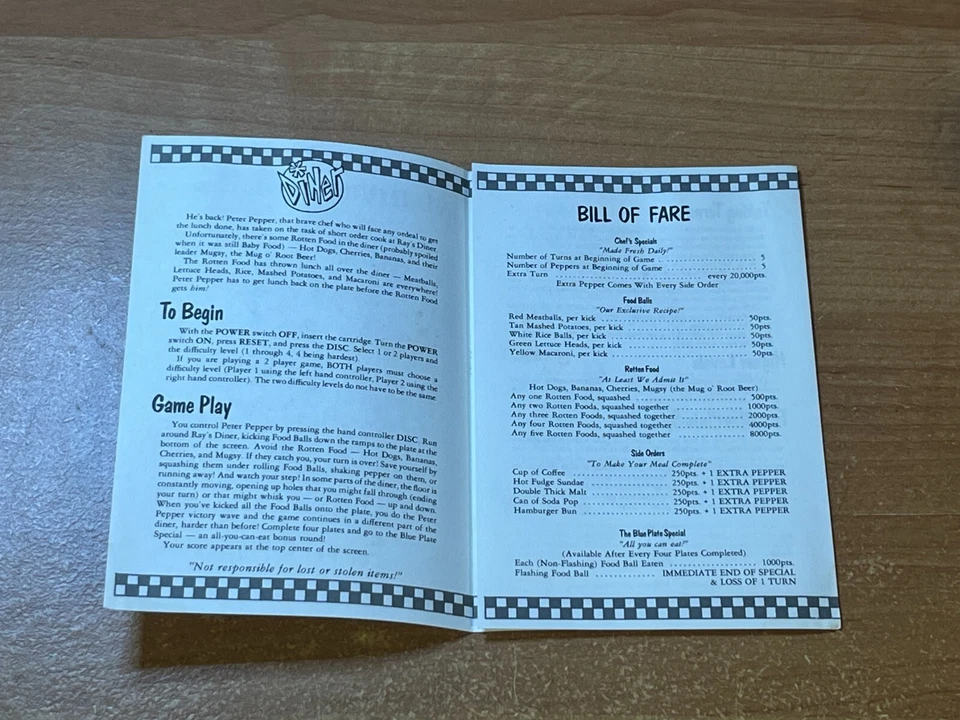 Diner
He's back! Peter Pepper, that brave chef who will face any ordeal to get
the lunch done, has taken on the task of short order cook at Ray's Diner.
Unfortunately, there's some Rotten Food in the diner (probably spoiled
when it was still Baby Food) — Hot Dogs, Cherries, Bananas, and their
leader Mugsy, the Mug o' Root Beer!
The Rotten Food has thrown lunch all over the diner — Meatballs,
Lettuce Heads, Rice, Mashed Potatoes, and Macaroni are everywhere!
Peter Pepper has to get lunch back on the plate before the Rotten Food
gets him!
To Begin
With the POWER switch OFF, insert the cartridge. Turn the POWER
switch ON, press RESET, and press the DISC. Select 1 or 2 players and
the difficulty level (1 through 4, 4 being hardest).
If you are playing a 2 player game, BOTH players must choose a
difficulty level (Player 1 using the left hand controller, Player 2 using the
right hand controller). The two difficulty levels do not have to be the same.
Game Play
You control Peter Pepper by pressing the hand controller DISC. Run
around Ray's Diner, kicking Food Balls down the ramps to the plate at the
bottom of the screen. Avoid the Rotten Food — Hot Dogs, Bananas,
Cherries, and Mugsy. If they catch you, your turn is over! Save yourself by
squashing them under rolling Food Balls, shaking pepper on them, or
running away! And watch your step! In some parts of the diner, the floor is
constantly moving, opening up holes that you might fall through (ending
your turn) or that might whisk you — or Rotten Food — up and down.
When you've kicked all the Food Balls onto the plate, you do the Peter
Pepper victory wave and the game continues in a different part of the
diner, harder than before! Complete four plates and go to the Blue Plate
Special — an all-you-can-eat bonus round!
Your score appears at the top center of the screen.
"Not responsible for lost or stolen items!"
BILL OF FARE
Chef's Specials
"Made Fresh Daily!"
Number of Turns at Beginning of Game .......... 5
Number of Peppers at Beginning of Game .......... 5
Extra Turn .......... every 20,000pts.
Extra Pepper Comes With Every Side Order
Food Balls
"Our Exclusive Recipe!"
Red Meatballs, per kick .......... 50pts.
Tan Mashed Potatoes, per kick .......... 50pts.
White Rice Balls, per kick .......... 50pts.
Green Lettuce Heads, per kick .......... 50pts.
Yellow Macaroni, per kick .......... 50pts.
Rotten Food
"At Least We Admit It"
Hot Dogs, Bananas, Cherries, Mugsy (the Mug o' Root Beer)
Any one Rotten Food, squashed .......... 500pts.
Any two Rotten Foods, squashed together .......... 1000pts.
Any three Rotten Foods, squashed together .......... 2000pts.
Any four Rotten Foods, squashed together .......... 4000pts.
Any five Rotten Foods, squashed together .......... 8000pts.
Side Orders
"To Make Your Meal Complete"
Cup of Coffee .......... 250pts. + 1 EXTRA PEPPER
Hot Fudge Sundae .......... 250pts. + 1 EXTRA PEPPER
Double Thick Malt .......... 250pts. + 1 EXTRA PEPPER
Can of Soda Pop .......... 250pts. + 1 EXTRA PEPPER
Hamburger Bun .......... 250pts. + 1 EXTRA PEPPER
The Blue Plate Special
"All you can eat!"
(Available After Every Four Plates Completed)
Each (Non-Flashing) Food Ball Eaten .......... 1000pts.
Flashing Food Ball .......... IMMEDIATE END OF SPECIAL
& LOSS OF 1 TURN